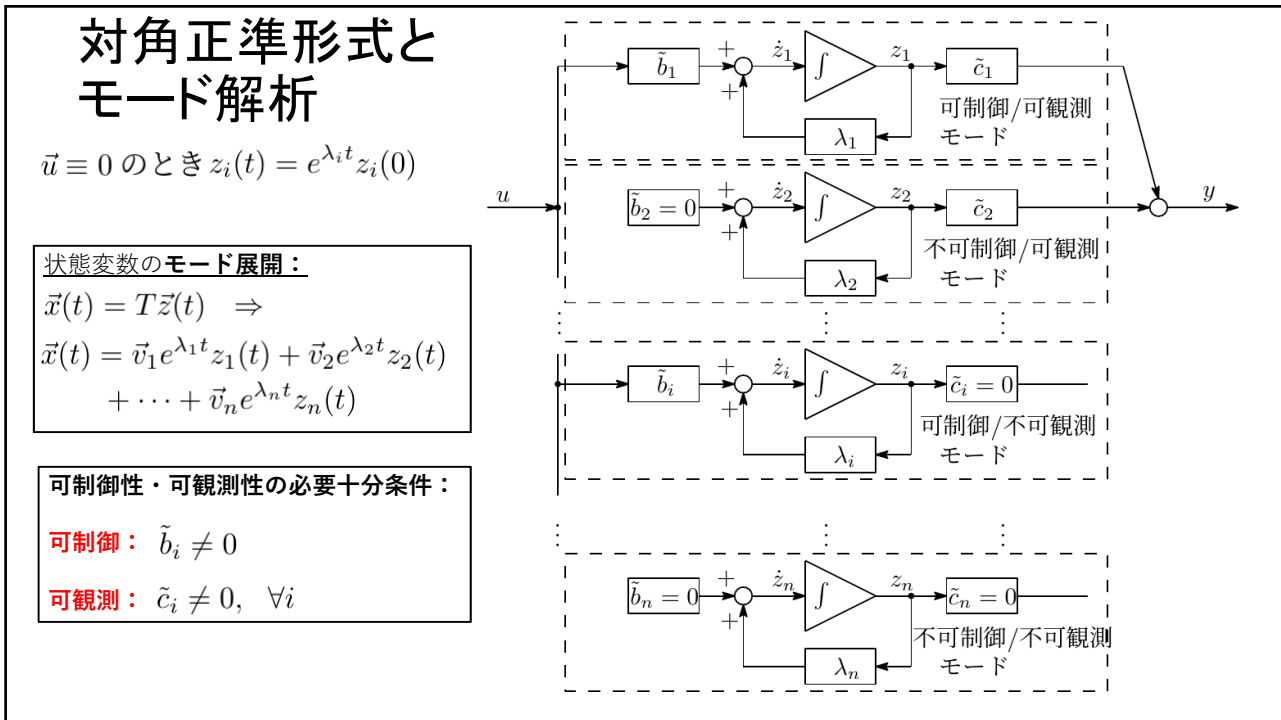 対角正準形式と
モード解析
$\vec{u} \equiv 0$ のとき $z_i(t) = e^{\lambda_i t} z_i(0)$
状態変数のモード展開：
$\vec{x}(t) = T\vec{z}(t) \quad \Rightarrow$
$\vec{x}(t) = \vec{v}_1 e^{\lambda_1 t} z_1(t) + \vec{v}_2 e^{\lambda_2 t} z_2(t)$
$+ \cdots + \vec{v}_n e^{\lambda_n t} z_n(t)$
可制御性・可観測性の必要十分条件：
可制御： $\tilde{b}_i \neq 0$
可観測： $\tilde{c}_i \neq 0, \quad \forall i$
$u$
$\tilde{b}_1$ + $\dot{z}_1$ ∫ $z_1$ $\tilde{c}_1$
+
$\lambda_1$
可制御/可観測
モード
$\tilde{b}_2 = 0$ + $\dot{z}_2$ ∫ $z_2$ $\tilde{c}_2$
+
$\lambda_2$
不可制御/可観測
モード
$y$
⋮ ⋮ ⋮
$\tilde{b}_i$ + $\dot{z}_i$ ∫ $z_i$ $\tilde{c}_i = 0$
+
$\lambda_i$
可制御/不可観測
モード
⋮ ⋮ ⋮
$\tilde{b}_n = 0$ + $\dot{z}_n$ ∫ $z_n$ $\tilde{c}_n = 0$
+
$\lambda_n$
不可制御/不可観測
モード